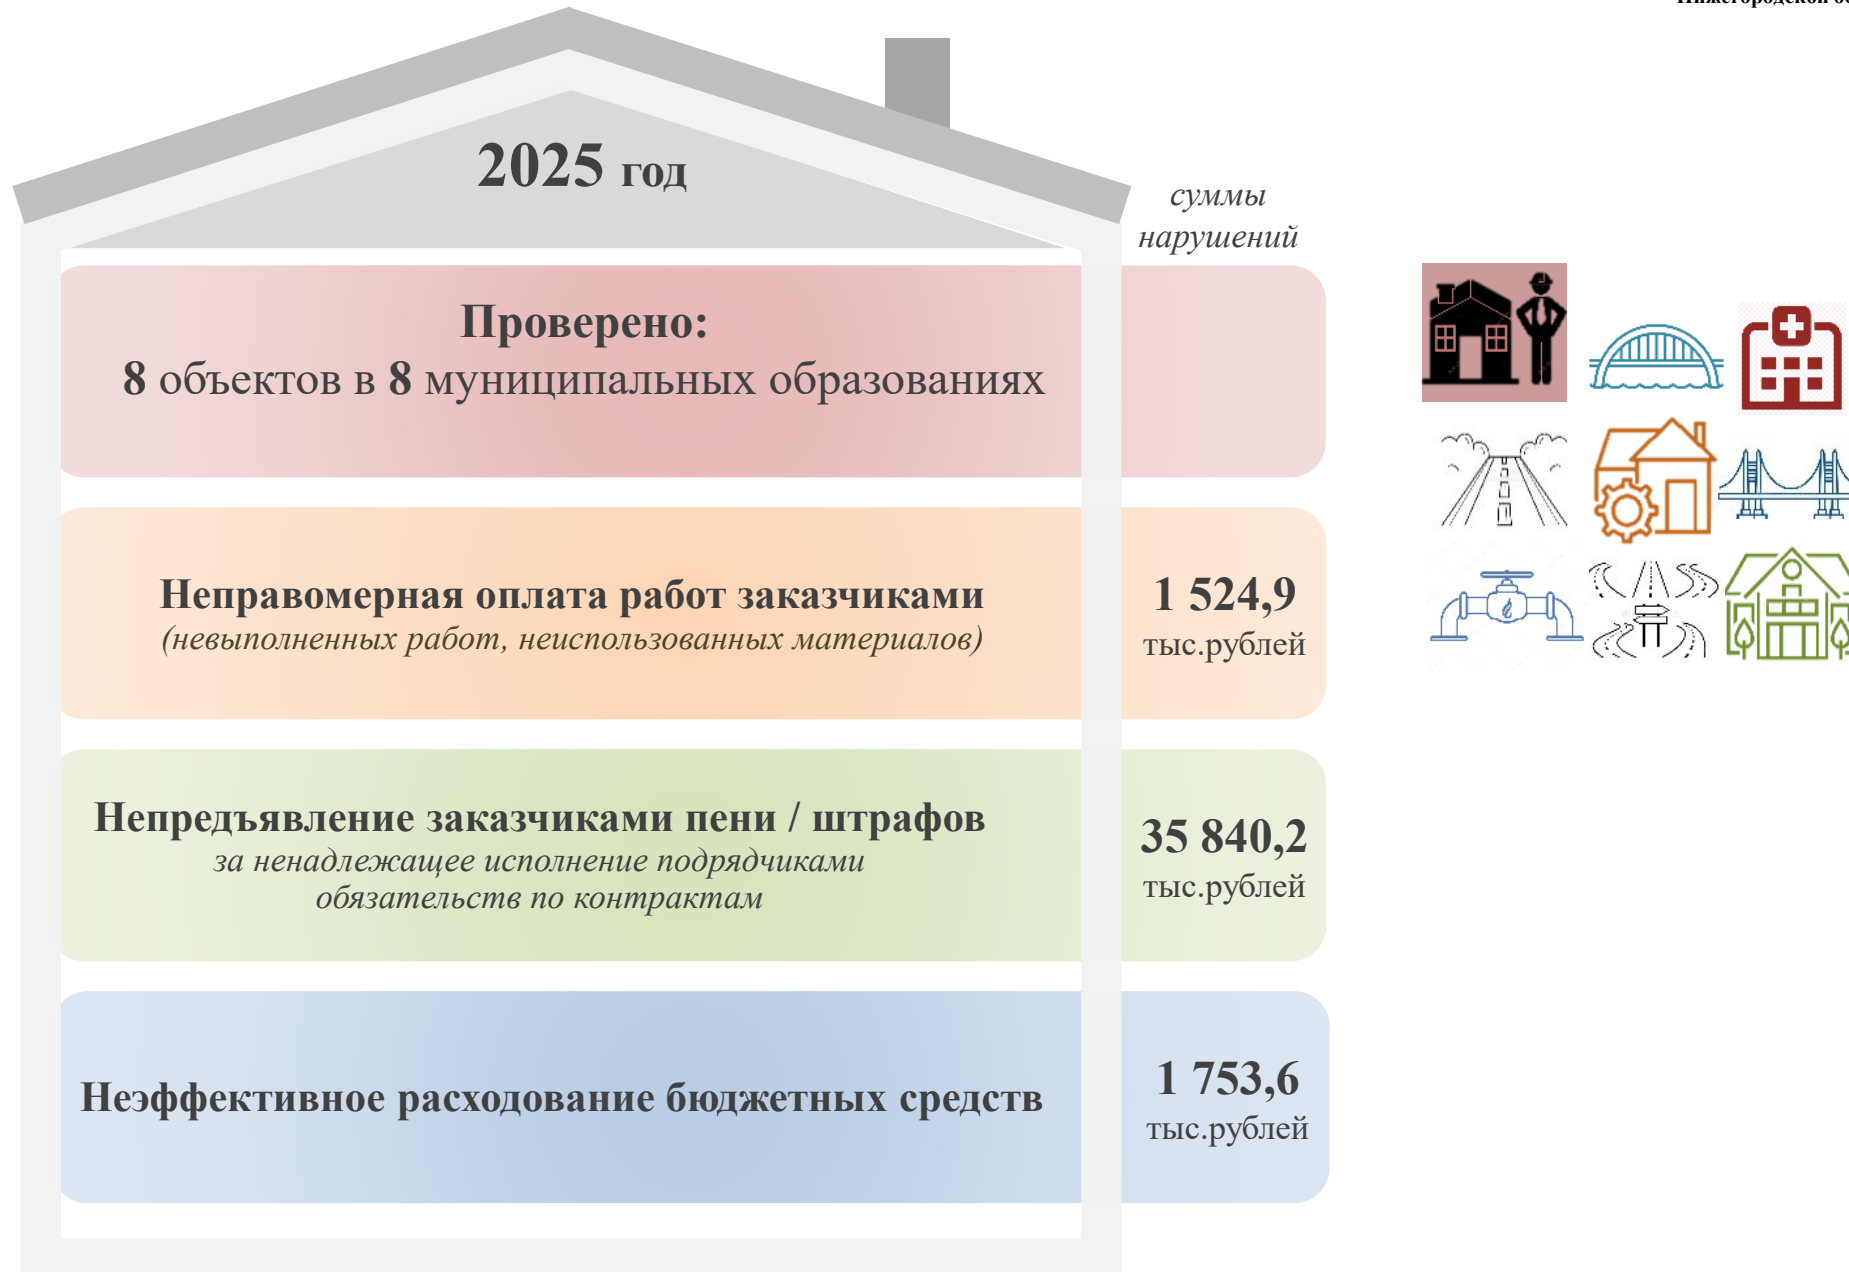 2025 год
суммы
нарушений
Проверено:
8 объектов в 8 муниципальных образованиях
Неправомерная оплата работ заказчиками
(невыполненных работ, неиспользованных материалов)
1 524,9
тыс.рублей
Непредъявление заказчиками пени / штрафов
за ненадлежащее исполнение подрядчиками
обязательств по контрактам
35 840,2
тыс.рублей
Неэффективное расходование бюджетных средств
1 753,6
тыс.рублей